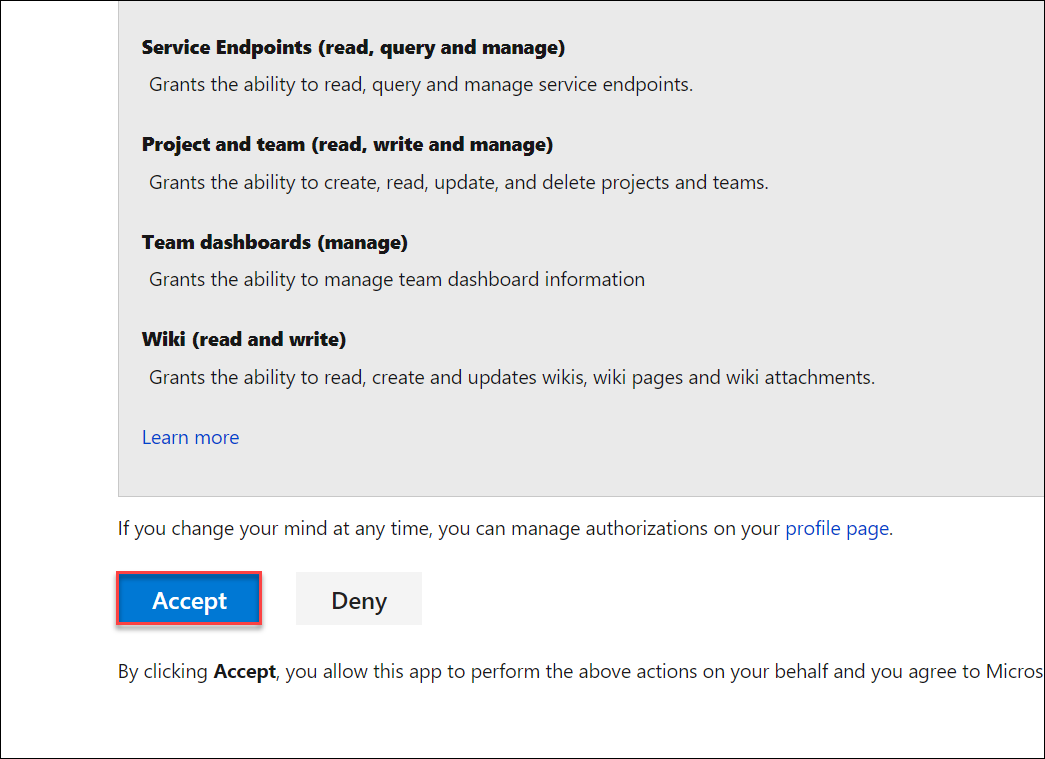 Service Endpoints (read, query and manage)
Grants the ability to read, query and manage service endpoints.
Project and team (read, write and manage)
Grants the ability to create, read, update, and delete projects and teams.
Team dashboards (manage)
Grants the ability to manage team dashboard information
Wiki (read and write)
Grants the ability to read, create and updates wikis, wiki pages and wiki attachments.
Learn more
If you change your mind at any time, you can manage authorizations on your profile page.
Accept Deny
By clicking Accept, you allow this app to perform the above actions on your behalf and you agree to Micros